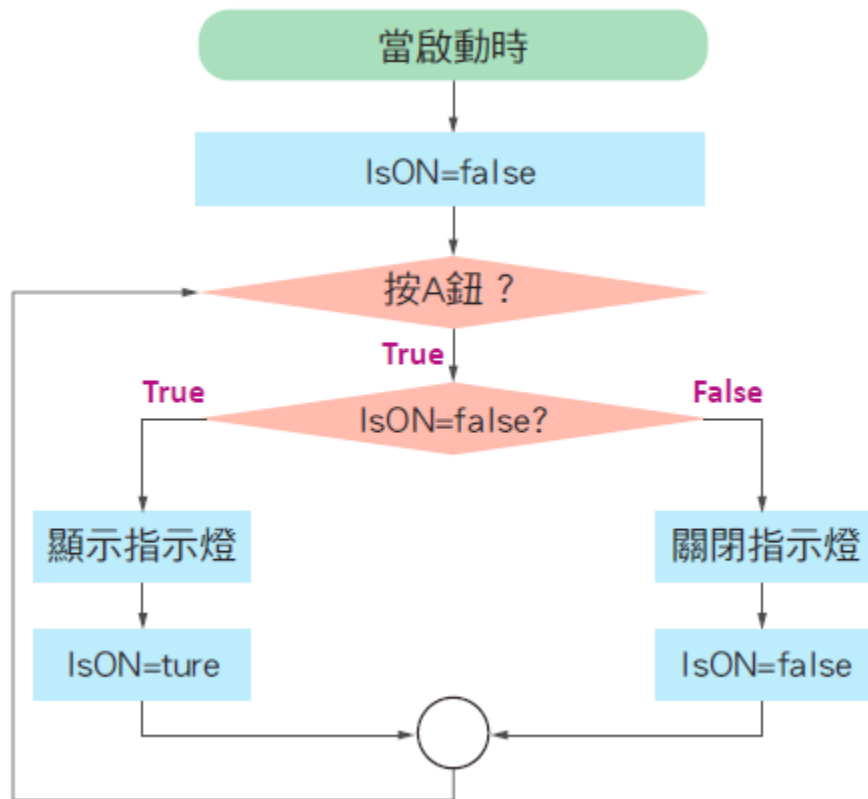 當啟動時
IsON=false
按A鈕？
True
True
False
IsON=false?
顯示指示燈
關閉指示燈
IsON=ture
IsON=false